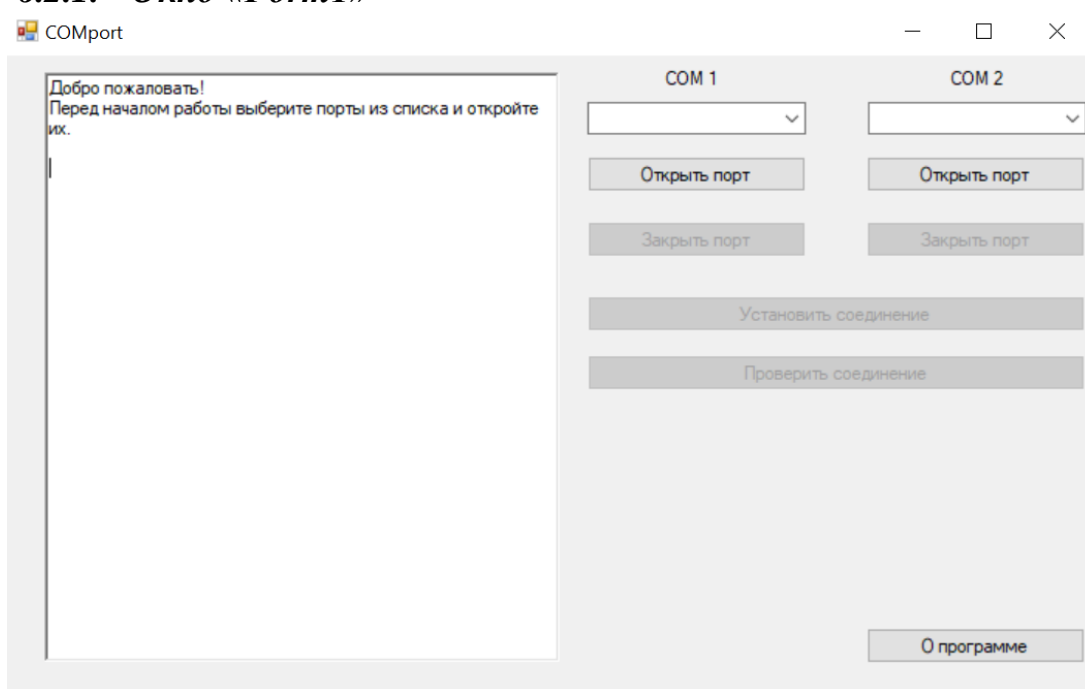 COMport
Добро пожаловать!
Перед началом работы выберите порты из списка и откройте
их.
COM 1
COM 2
Открыть порт
Открыть порт
Закрыть порт
Закрыть порт
Установить соединение
Проверить соединение
О программе